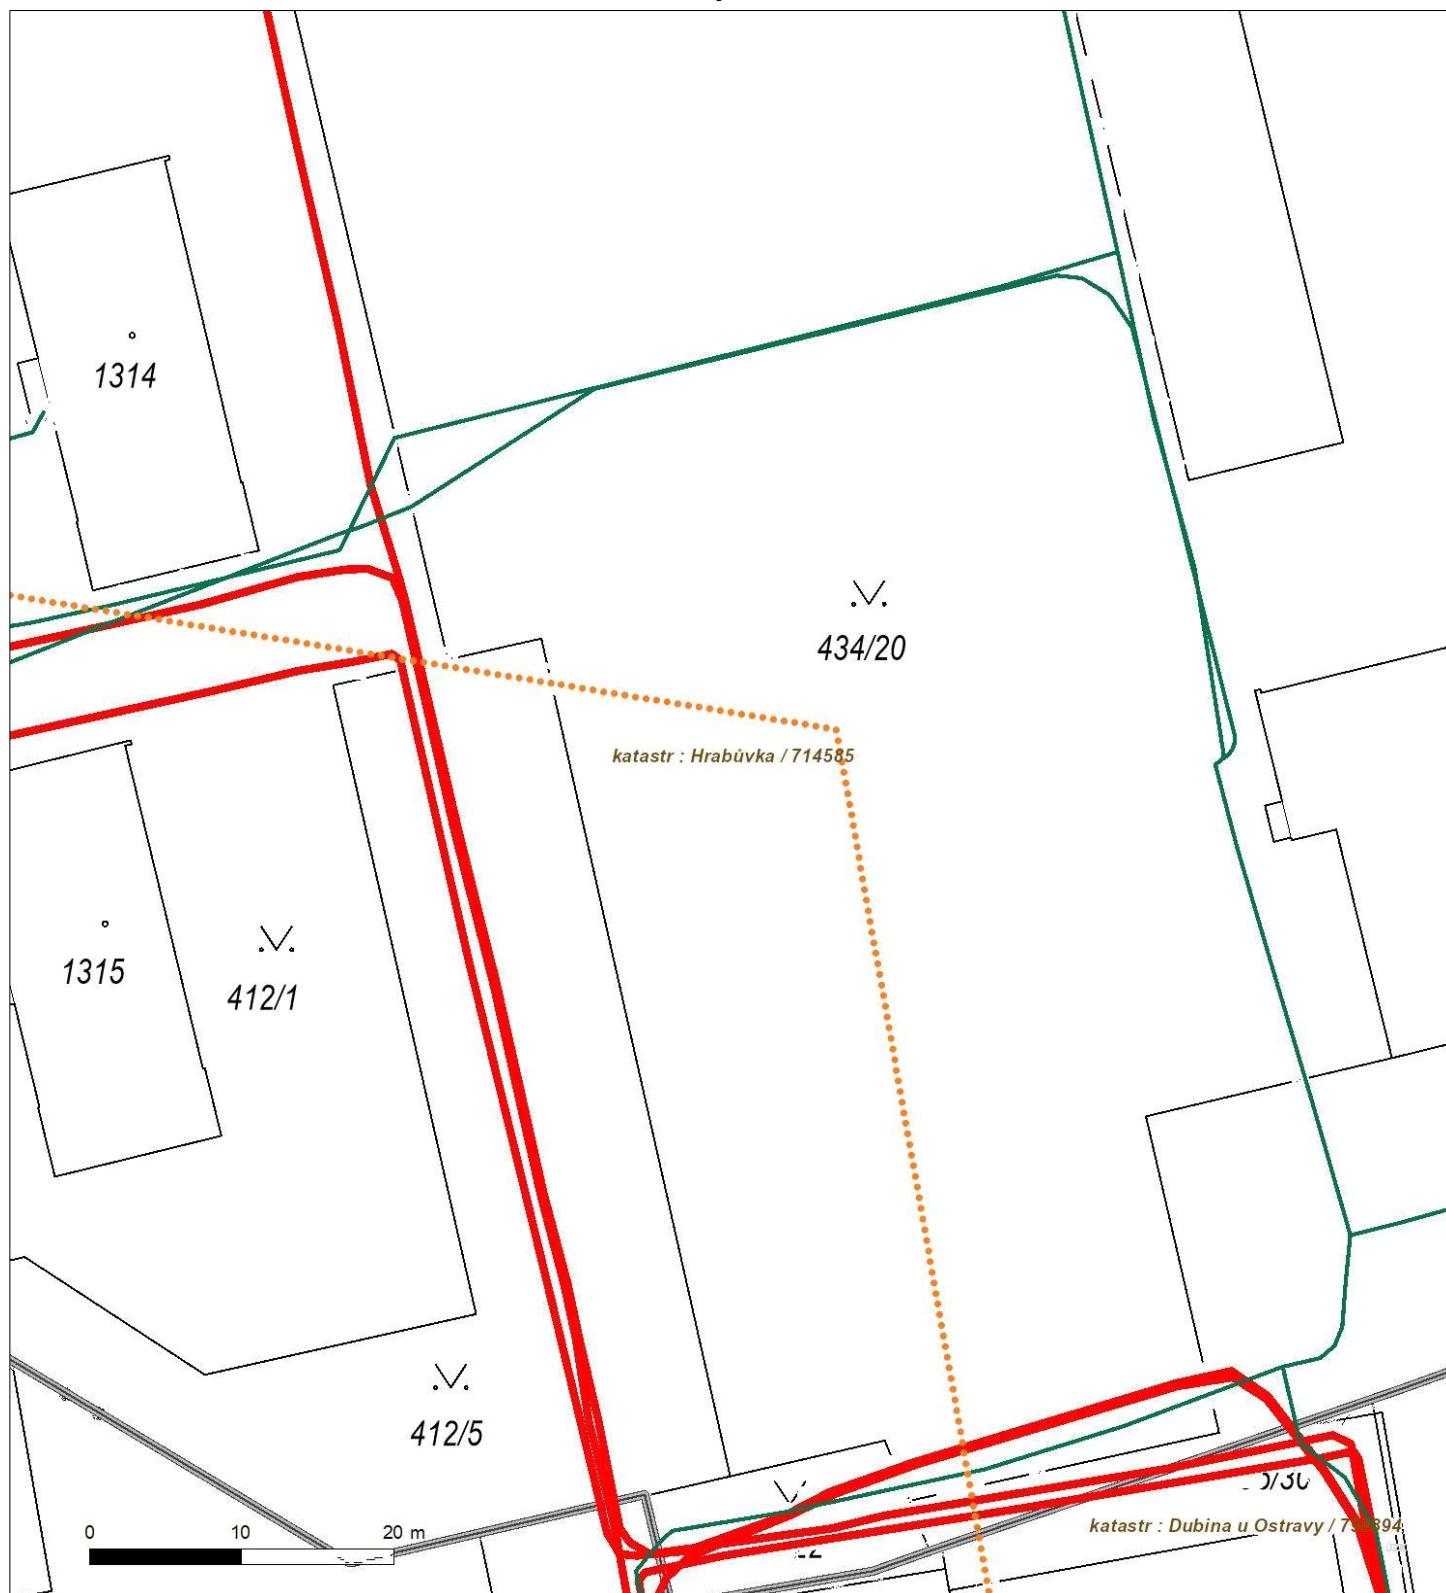 1314
434/20
katastr : Hrabůvka / 714585
1315
412/1
412/5
0 10 20 m
katastr : Dubina u Ostravy /